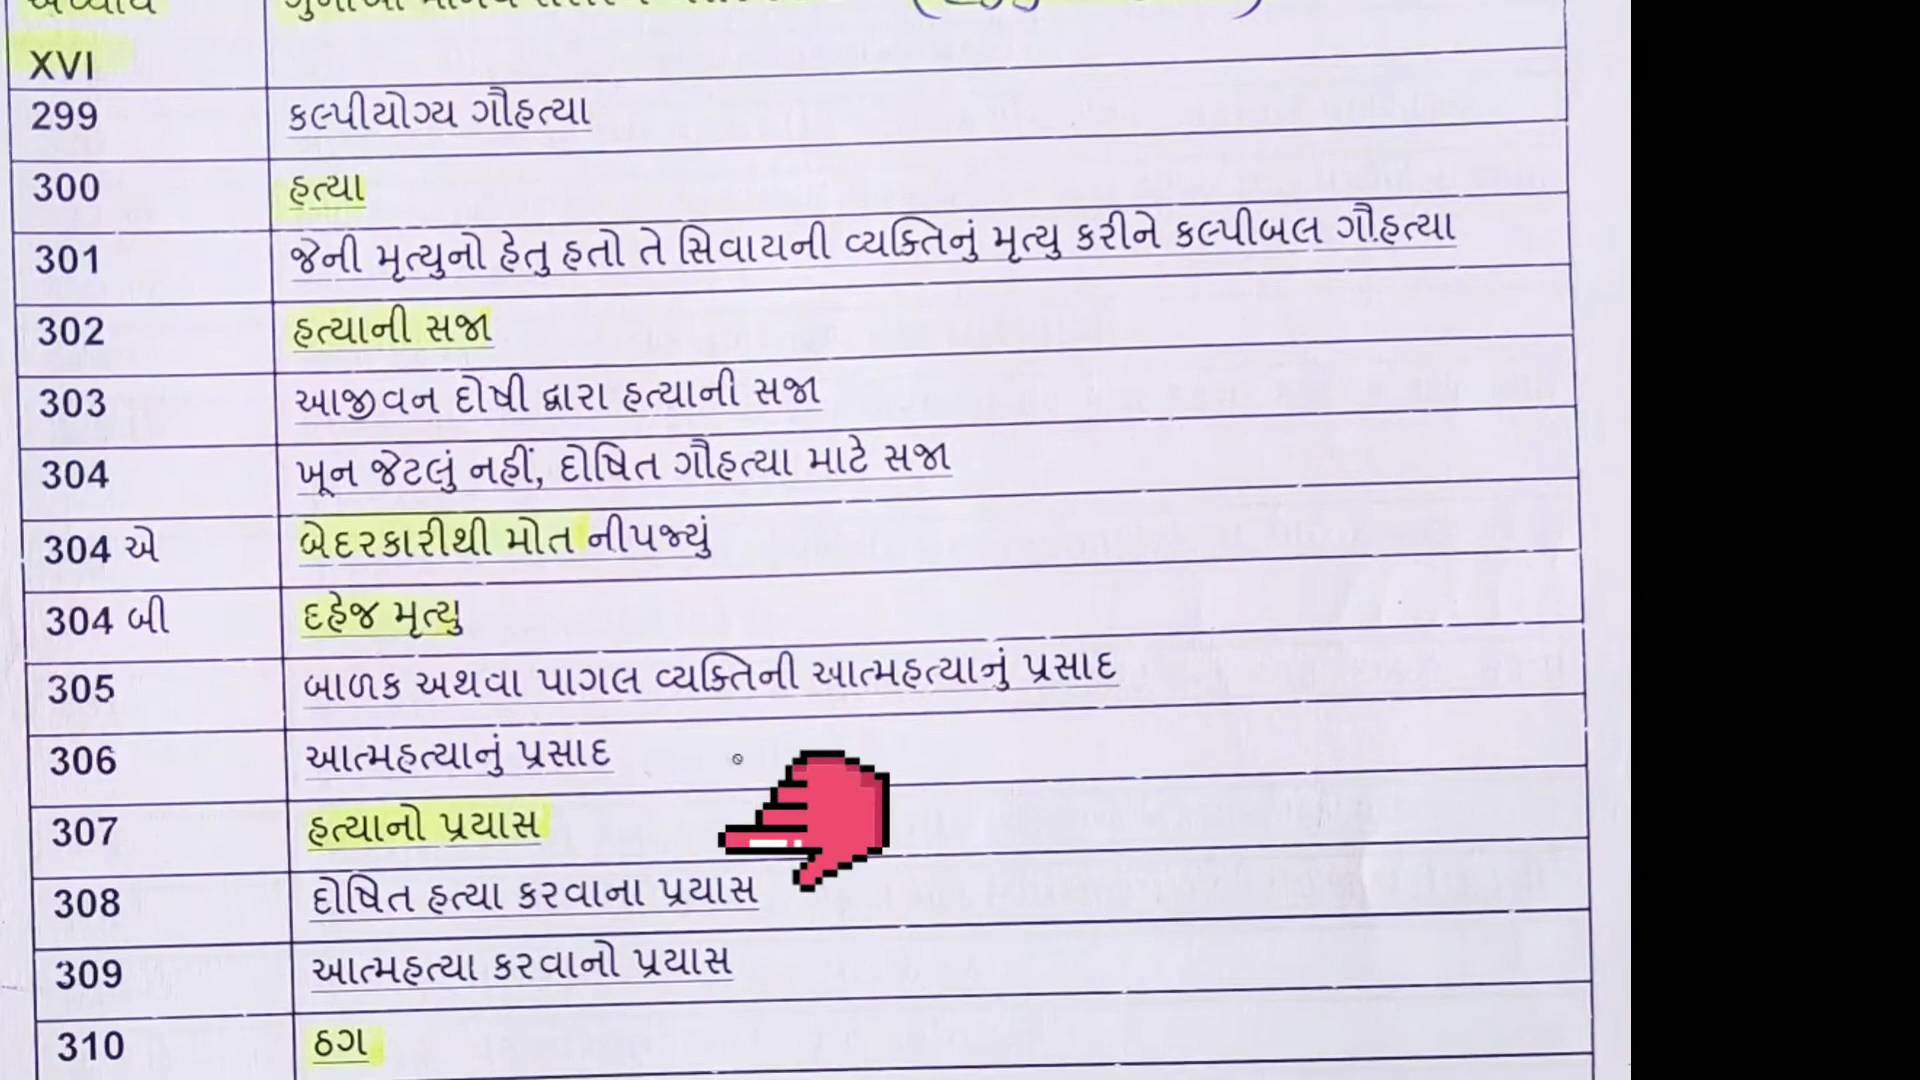 XVI
299 કલ્પીયોગ્ય ગૌહત્યા
300 હત્યા
301 જેની મૃત્યુનો હેતુ હતો તે સિવાયની વ્યક્તિનું મૃત્યુ કરીને કલ્પીબલ ગૌહત્યા
302 હત્યાની સજા
303 આજીવન દોષી દ્વારા હત્યાની સજા
304 ખૂન જેટલું નહીં, દોષિત ગૌહત્યા માટે સજા
304 એ બેદરકારીથી મોત નીપજ્યું
304 બી દહેજ મૃત્યુ
305 બાળક અથવા પાગલ વ્યક્તિની આત્મહત્યાનું પ્રસાદ
306 આત્મહત્યાનું પ્રસાદ
307 હત્યાનો પ્રયાસ
308 દોષિત હત્યા કરવાના પ્રયાસ
309 આત્મહત્યા કરવાનો પ્રયાસ
310 ઠગ